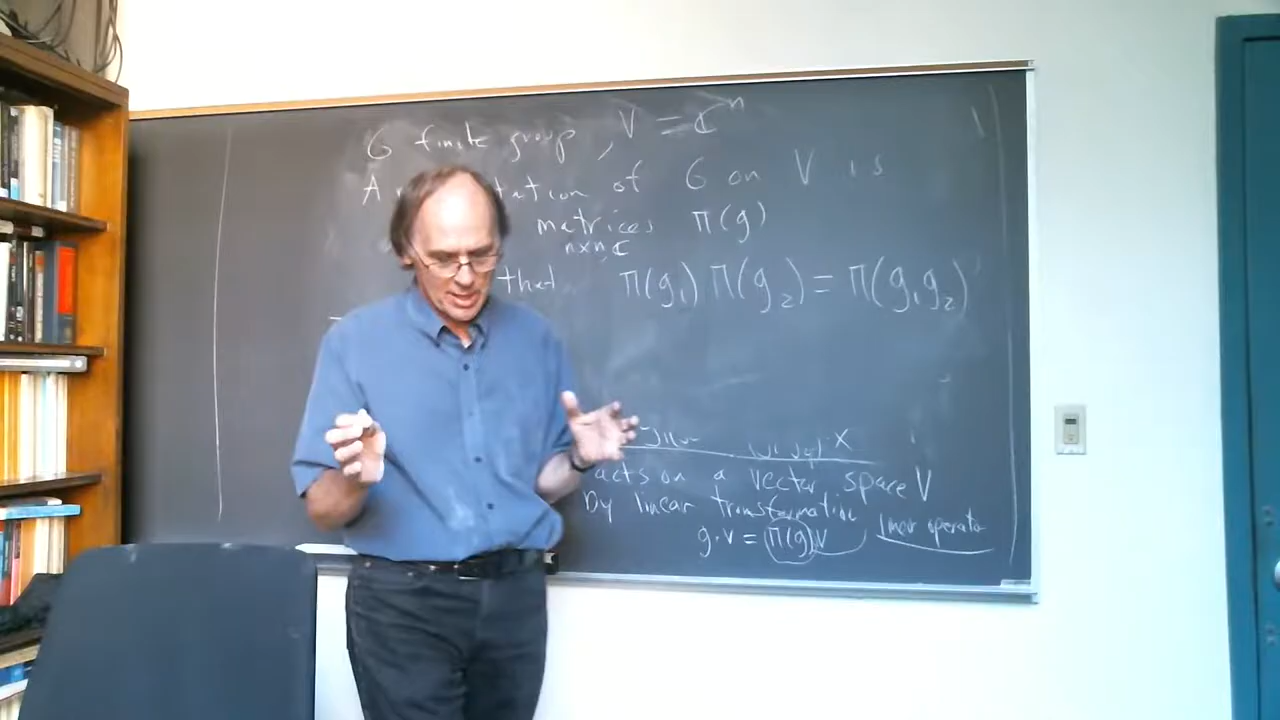 G finite group, V = ℂⁿ
A of G on V is
matrices π(g)
n×n, ℂ
that π(g₁) π(g₂) = π(g₁g₂)
acts on a vector space V
by linear transformation
linear operator
g·v = π(g)v